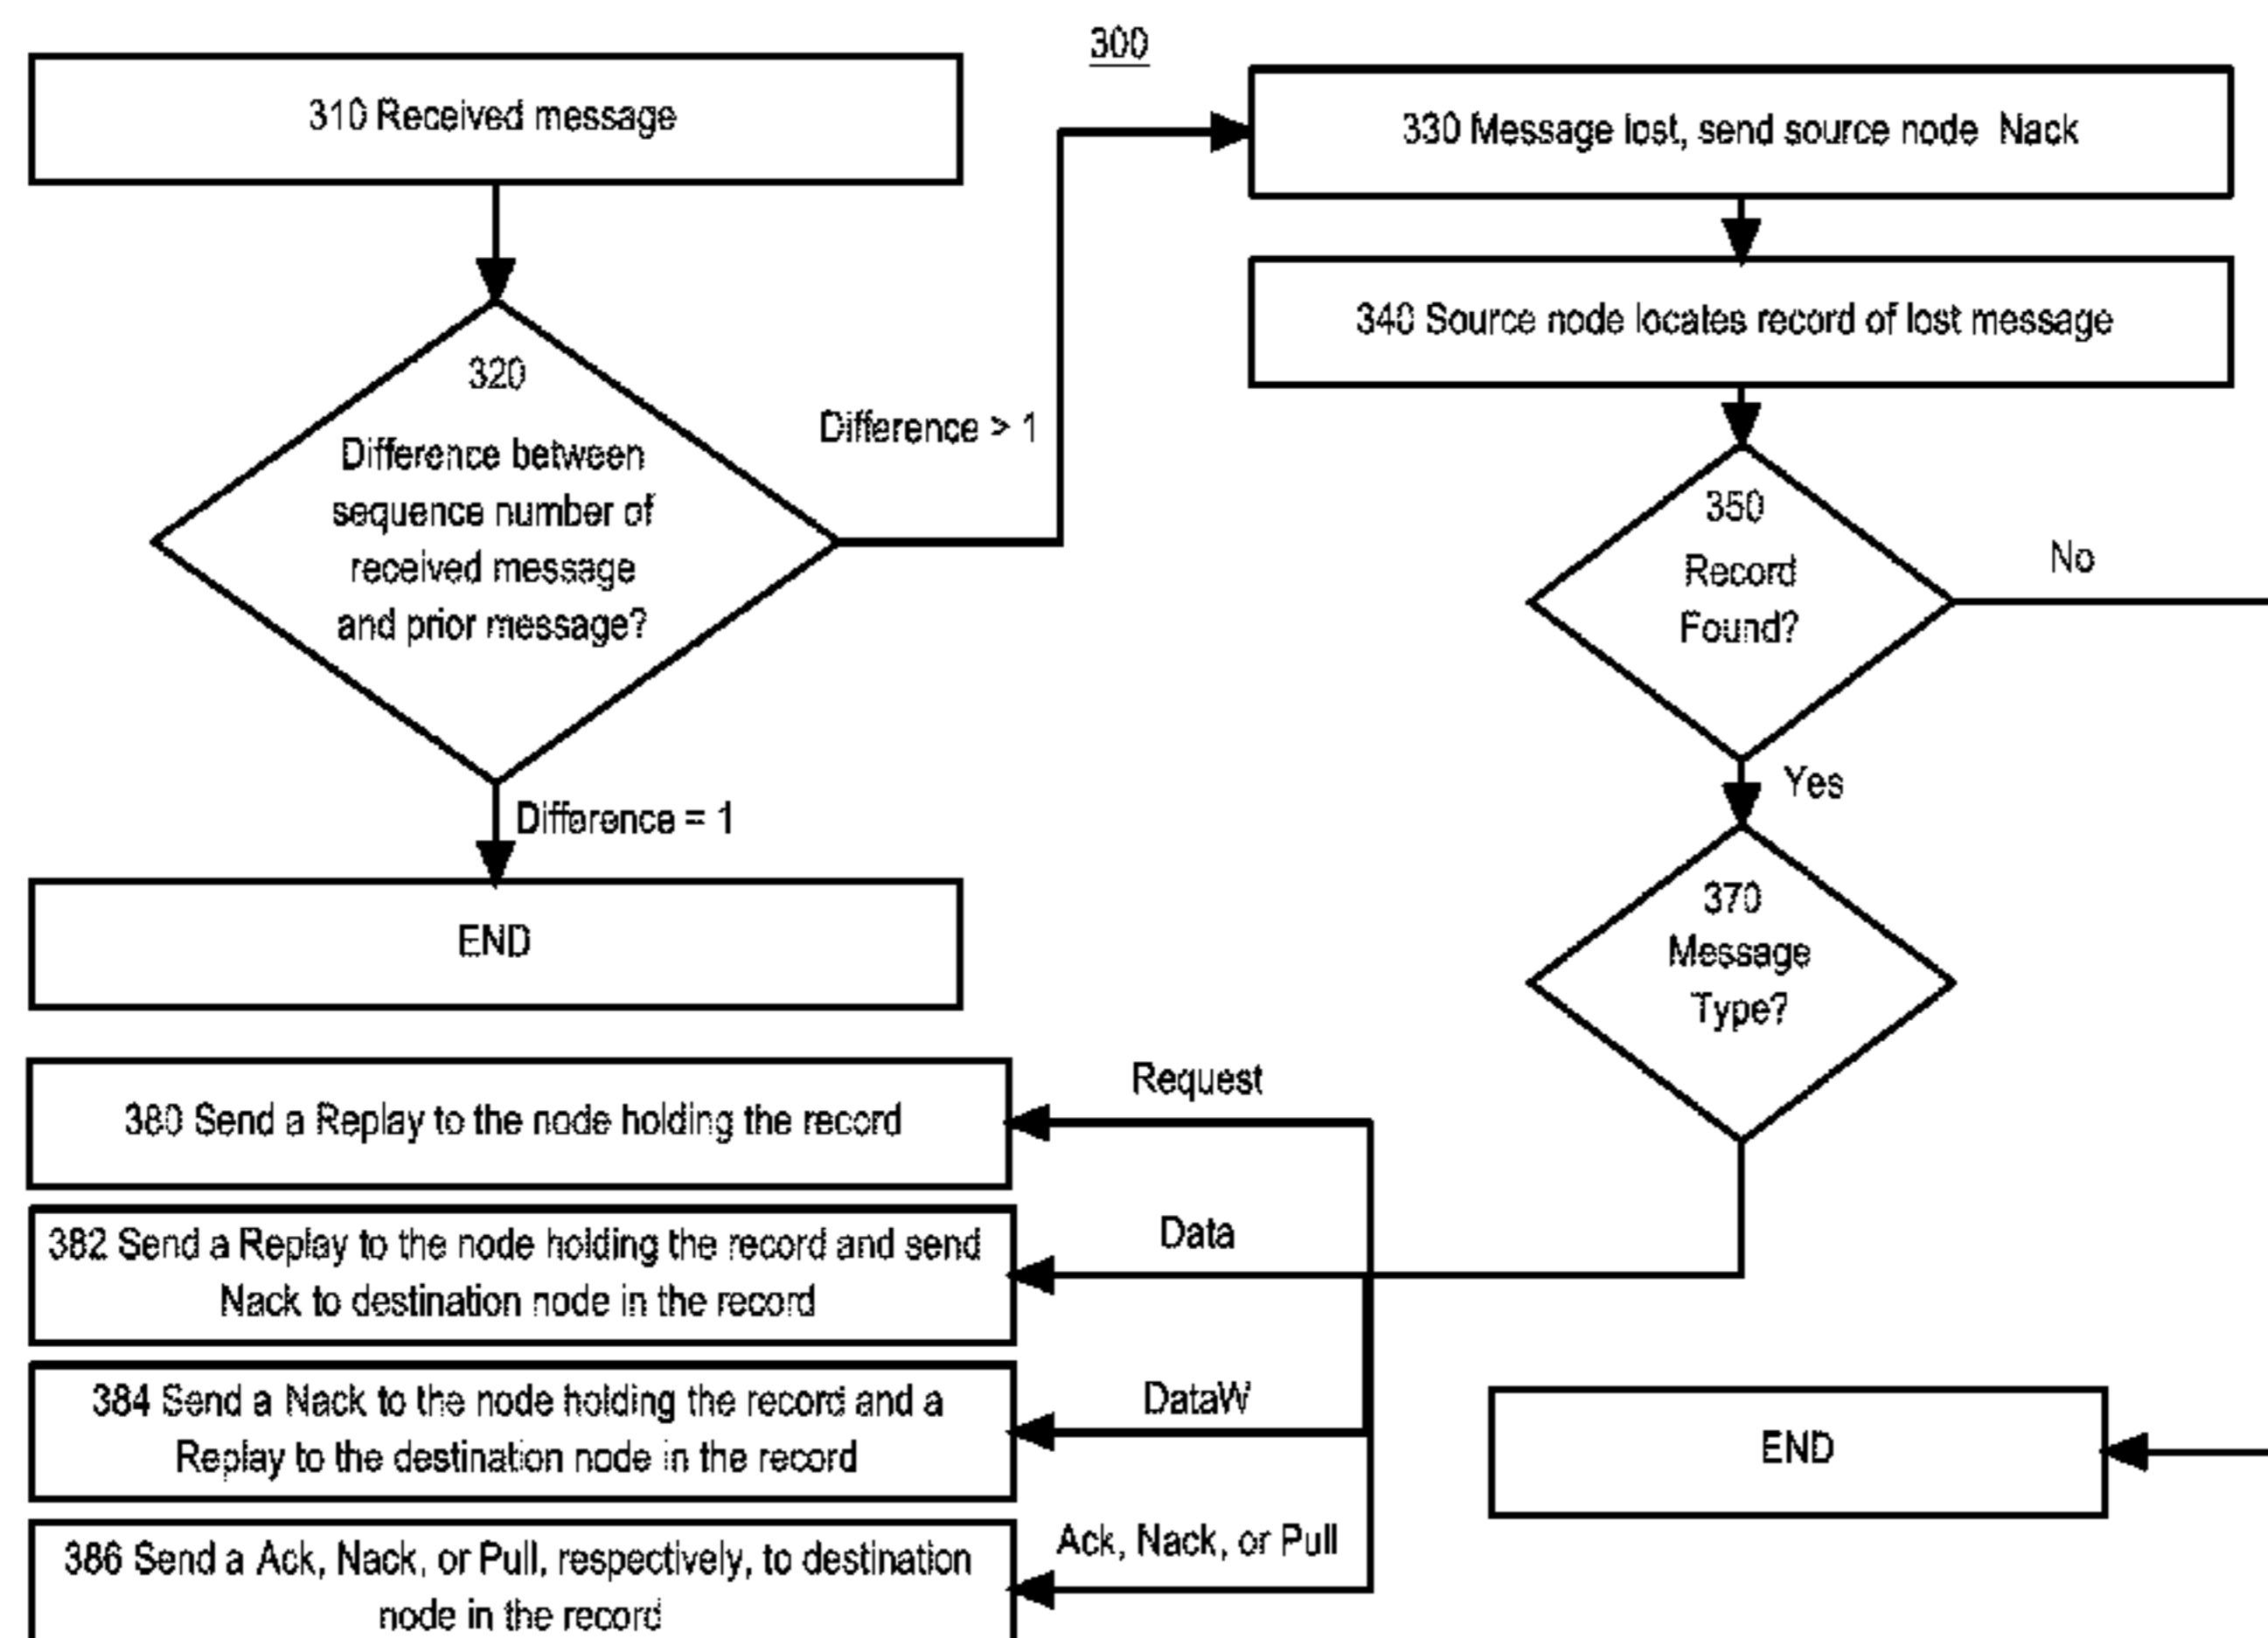 300
310 Received message
320
Difference between
sequence number of
received message
and prior message?
Difference > 1
Difference = 1
END
330 Message lost, send source node Nack
340 Source node locates record of lost message
350
Record
Found?
No
Yes
370
Message
Type?
Request
380 Send a Replay to the node holding the record
Data
382 Send a Replay to the node holding the record and send
Nack to destination node in the record
DataW
384 Send a Nack to the node holding the record and a
Replay to the destination node in the record
Ack, Nack, or Pull
386 Send a Ack, Nack, or Pull, respectively, to destination
node in the record
END